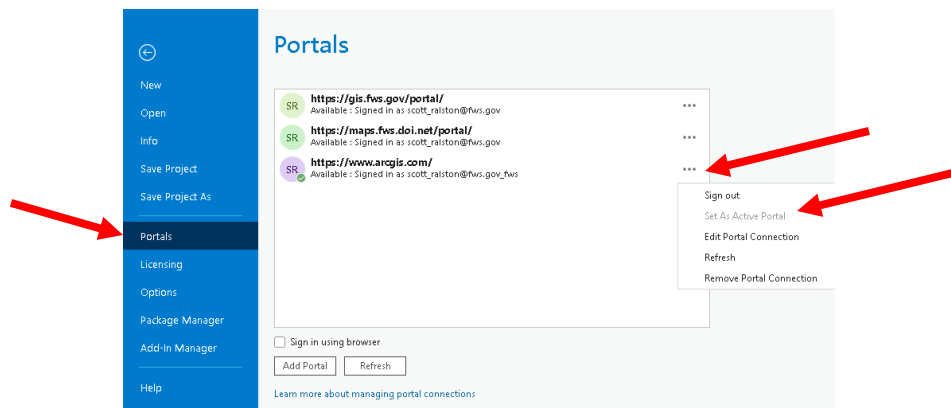 Portals
New
Open
Info
Save Project
Save Project As
Portals
Licensing
Options
Package Manager
Add-In Manager
Help
SR
https://gis.fws.gov/portal/
Available : Signed in as scott_ralston@fws.gov
SR
https://maps.fws.doi.net/portal/
Available : Signed in as scott_ralston@fws.gov
SR
https://www.arcgis.com/
Available : Signed in as scott_ralston@fws.gov_fws
Sign out
Set As Active Portal
Edit Portal Connection
Refresh
Remove Portal Connection
Sign in using browser
Add Portal
Refresh
Learn more about managing portal connections